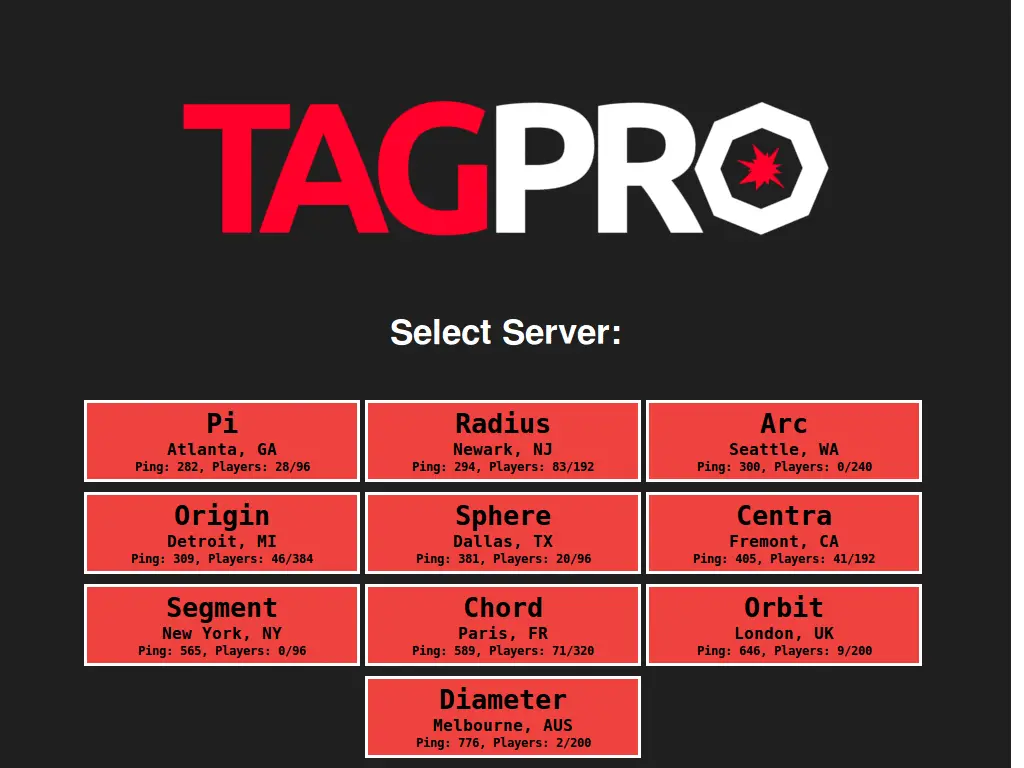 TAGPRO
Select Server:
Pi
Atlanta, GA
Ping: 282, Players: 28/96
Radius
Newark, NJ
Ping: 294, Players: 83/192
Arc
Seattle, WA
Ping: 300, Players: 0/240
Origin
Detroit, MI
Ping: 309, Players: 46/384
Sphere
Dallas, TX
Ping: 381, Players: 20/96
Centra
Fremont, CA
Ping: 405, Players: 41/192
Segment
New York, NY
Ping: 565, Players: 0/96
Chord
Paris, FR
Ping: 589, Players: 71/320
Orbit
London, UK
Ping: 646, Players: 9/200
Diameter
Melbourne, AUS
Ping: 776, Players: 2/200